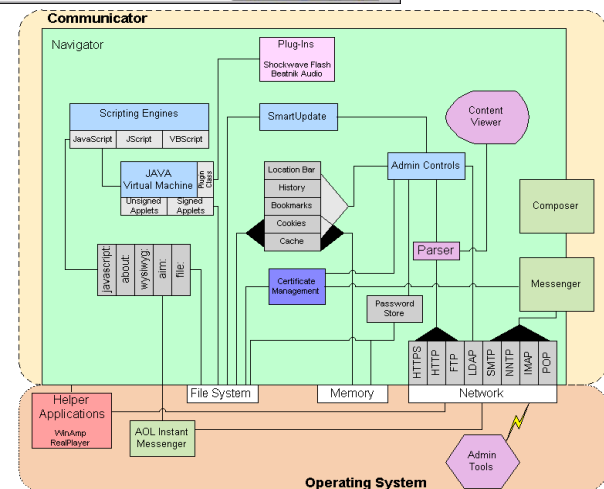 Communicator
Navigator
Plug-Ins
Shockwave Flash
Beatnik Audio
Scripting Engines
JavaScript
JScript
VBScript
SmartUpdate
Content
Viewer
JAVA
Virtual Machine
Plugin
Class
Unsigned
Applets
Signed
Applets
Location Bar
History
Bookmarks
Cookies
Cache
Admin Controls
Composer
Parser
Messenger
javascript:
about:
wysiwyg:
aim:
file:
Certificate
Management
Password
Store
HTTPS
HTTP
FTP
LDAP
SMTP
NNTP
IMAP
POP
File System
Memory
Network
Helper
Applications
WinAmp
RealPlayer
AOL Instant
Messenger
Admin
Tools
Operating System